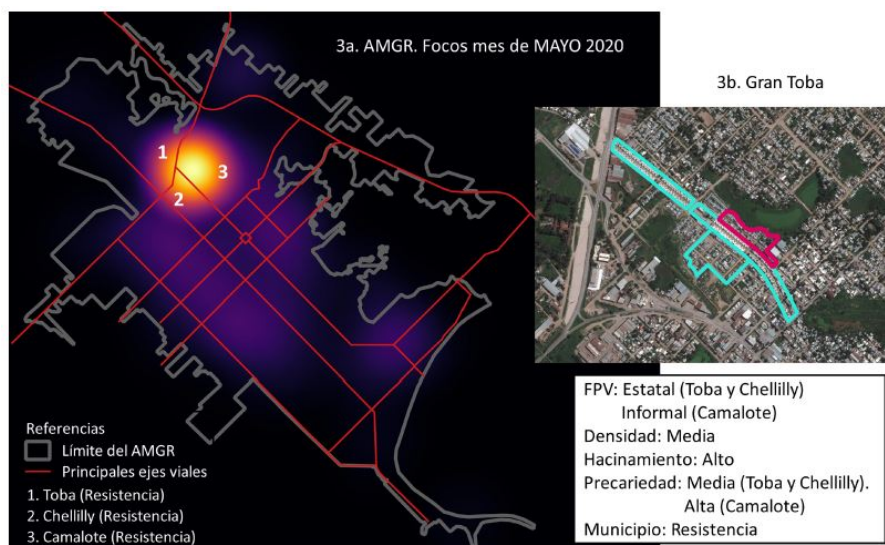 3a. AMGR. Focos mes de MAYO 2020
1
3
2
Referencias
Límite del AMGR
Principales ejes viales
1. Toba (Resistencia)
2. Chellilly (Resistencia)
3. Camalote (Resistencia)
3b. Gran Toba
FPV: Estatal (Toba y Chellilly)
Informal (Camalote)
Densidad: Media
Hacinamiento: Alto
Precariedad: Media (Toba y Chellilly).
Alta (Camalote)
Municipio: Resistencia